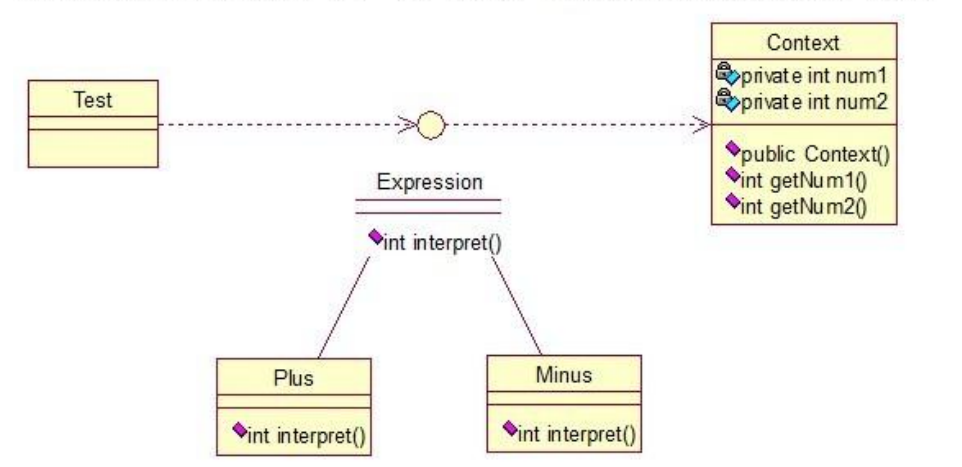 Context
private int num1
private int num2
public Context()
int getNum1()
int getNum2()
Test
Expression
int interpret()
Plus
int interpret()
Minus
int interpret()